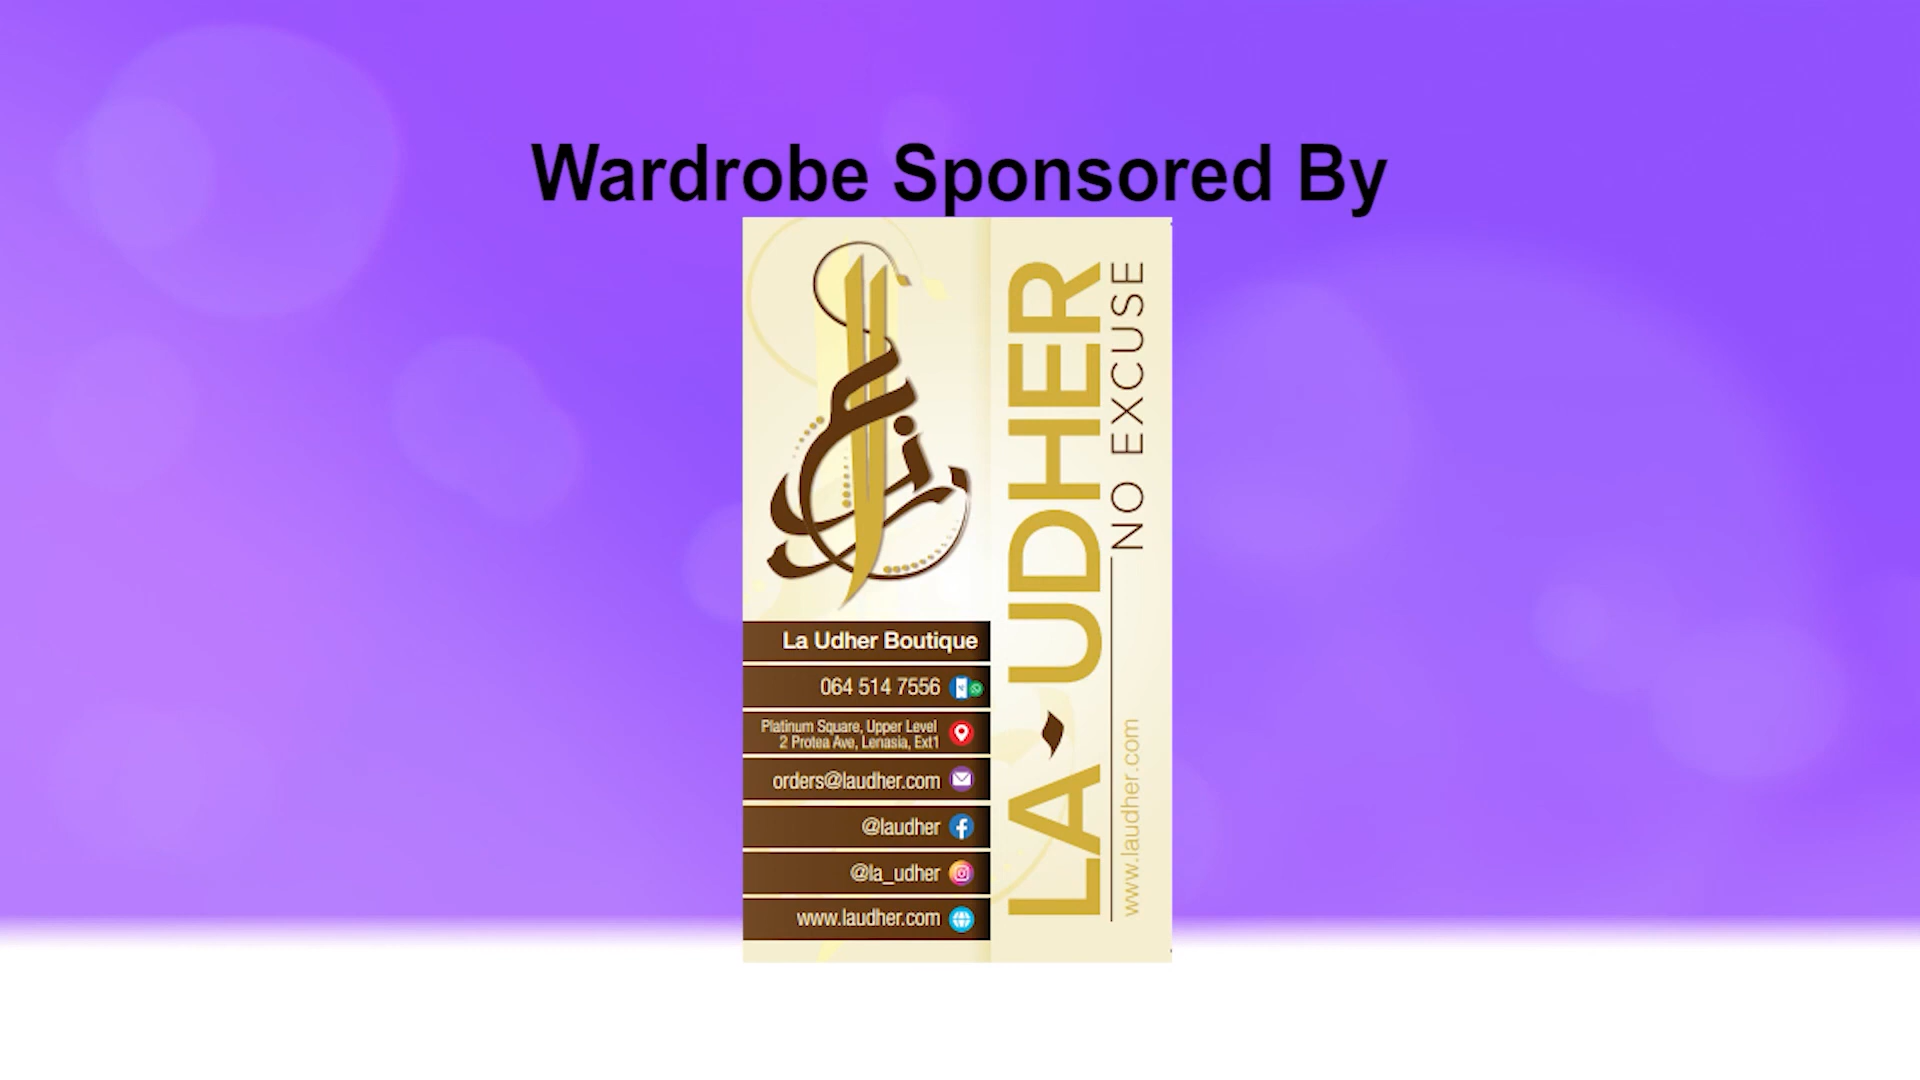 Wardrobe Sponsored By
La Udher Boutique
064 514 7556
Platinum Square, Upper Level
2 Protea Ave, Lenasia, Ext1
orders@laudher.com
@laudher
@la_udher
www.laudher.com
LA UDHER
NO EXCUSE
www.laudher.com